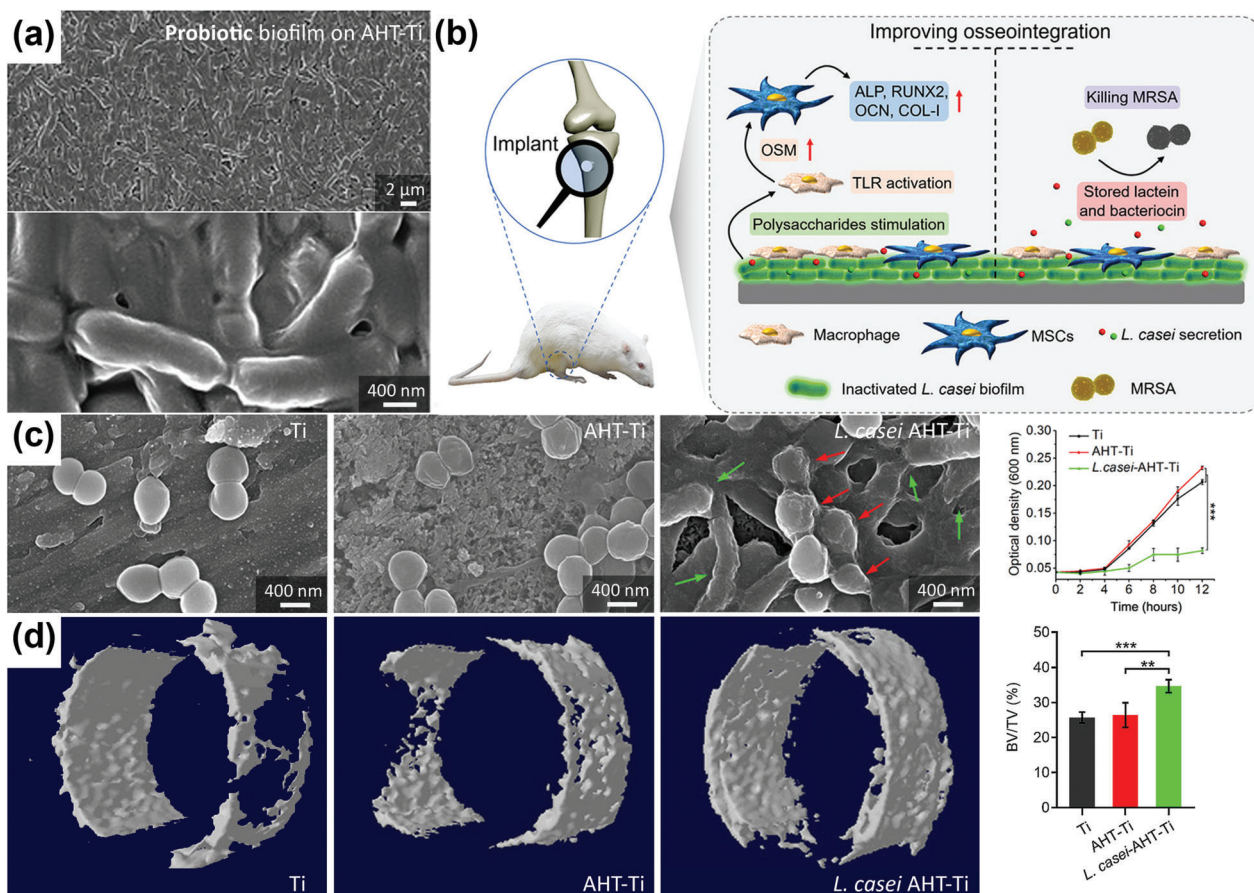 (a)
Probiotic biofilm on AHT-Ti
2 μm
400 nm
(b)
Implant
Improving osseointegration
ALP, RUNX2,
OCN, COL-I
OSM
TLR activation
Polysaccharides stimulation
Killing MRSA
Stored lactein
and bacteriocin
Macrophage
MSCs
L. casei secretion
Inactivated L. casei biofilm
MRSA
(c)
Ti
400 nm
AHT-Ti
400 nm
L. casei AHT-Ti
400 nm
Optical density (600 nm)
0.40
0.35
0.30
0.25
0.20
0.15
0.10
0.05
Ti
AHT-Ti
L.casei-AHT-Ti
***
0 2 4 6 8 10 12
Time (hours)
(d)
Ti
AHT-Ti
L. casei AHT-Ti
BV/TV (%)
50
40
30
20
10
0
***
**
Ti
AHT-Ti
L. casei-AHT-Ti